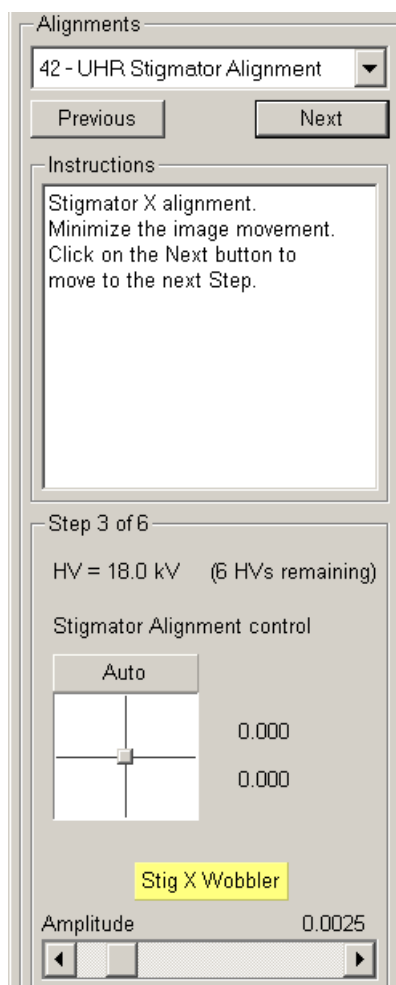 Alignments
42 - UHR Stigmator Alignment
Previous
Next
Instructions
Stigmator X alignment.
Minimize the image movement.
Click on the Next button to
move to the next Step.
Step 3 of 6
HV = 18.0 kV (6 HVs remaining)
Stigmator Alignment control
Auto
0.000
0.000
Stig X Wobbler
Amplitude 0.0025